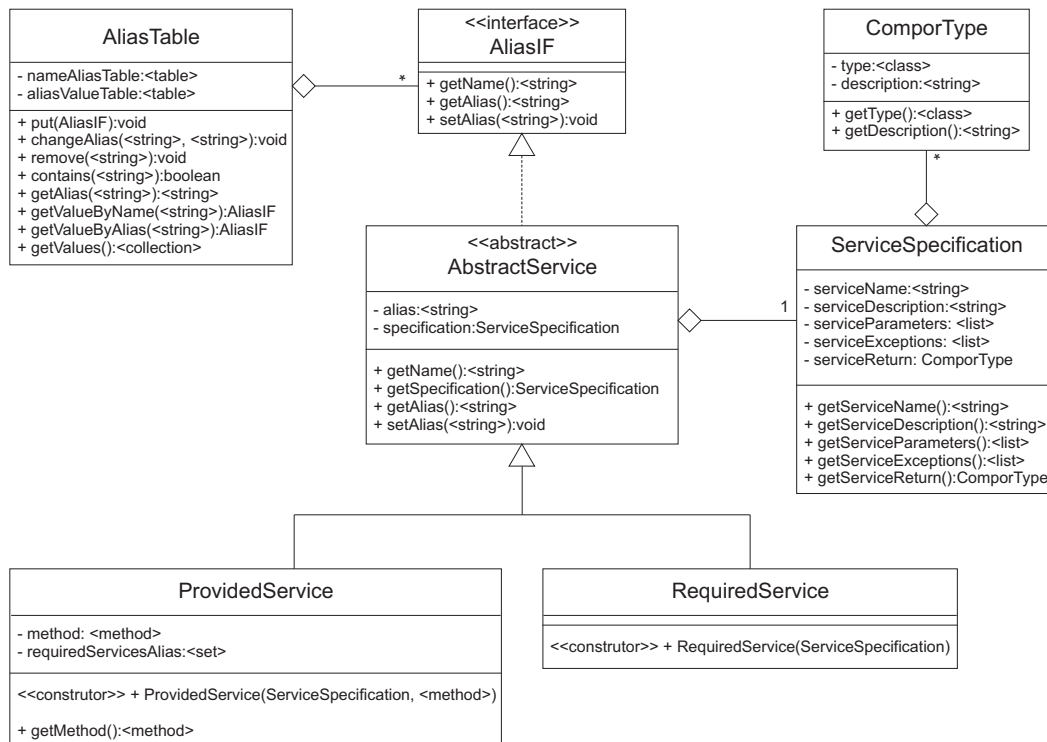 AliasTable
- nameAliasTable:<table>
- aliasValueTable:<table>
+ put(AliasIF):void
+ changeAlias(<string>, <string>):void
+ remove(<string>):void
+ contains(<string>):boolean
+ getAlias(<string>):<string>
+ getValueByName(<string>):AliasIF
+ getValueByAlias(<string>):AliasIF
+ getValues():<collection>
*
<<interface>>
AliasIF
+ getName():<string>
+ getAlias():<string>
+ setAlias(<string>):void
ComporType
- type:<class>
- description:<string>
+ getType():<class>
+ getDescription():<string>
*
<<abstract>>
AbstractService
- alias:<string>
- specification:ServiceSpecification
+ getName():<string>
+ getSpecification():ServiceSpecification
+ getAlias():<string>
+ setAlias(<string>):void
1
ServiceSpecification
- serviceName:<string>
- serviceDescription:<string>
- serviceParameters: <list>
- serviceExceptions: <list>
- serviceReturn: ComporType
+ getServiceName():<string>
+ getServiceDescription():<string>
+ getServiceParameters():<list>
+ getServiceExceptions():<list>
+ getServiceReturn():ComporType
ProvidedService
- method: <method>
- requiredServicesAlias:<set>
<<construtor>> + ProvidedService(ServiceSpecification, <method>)
+ getMethod():<method>
RequiredService
<<construtor>> + RequiredService(ServiceSpecification)